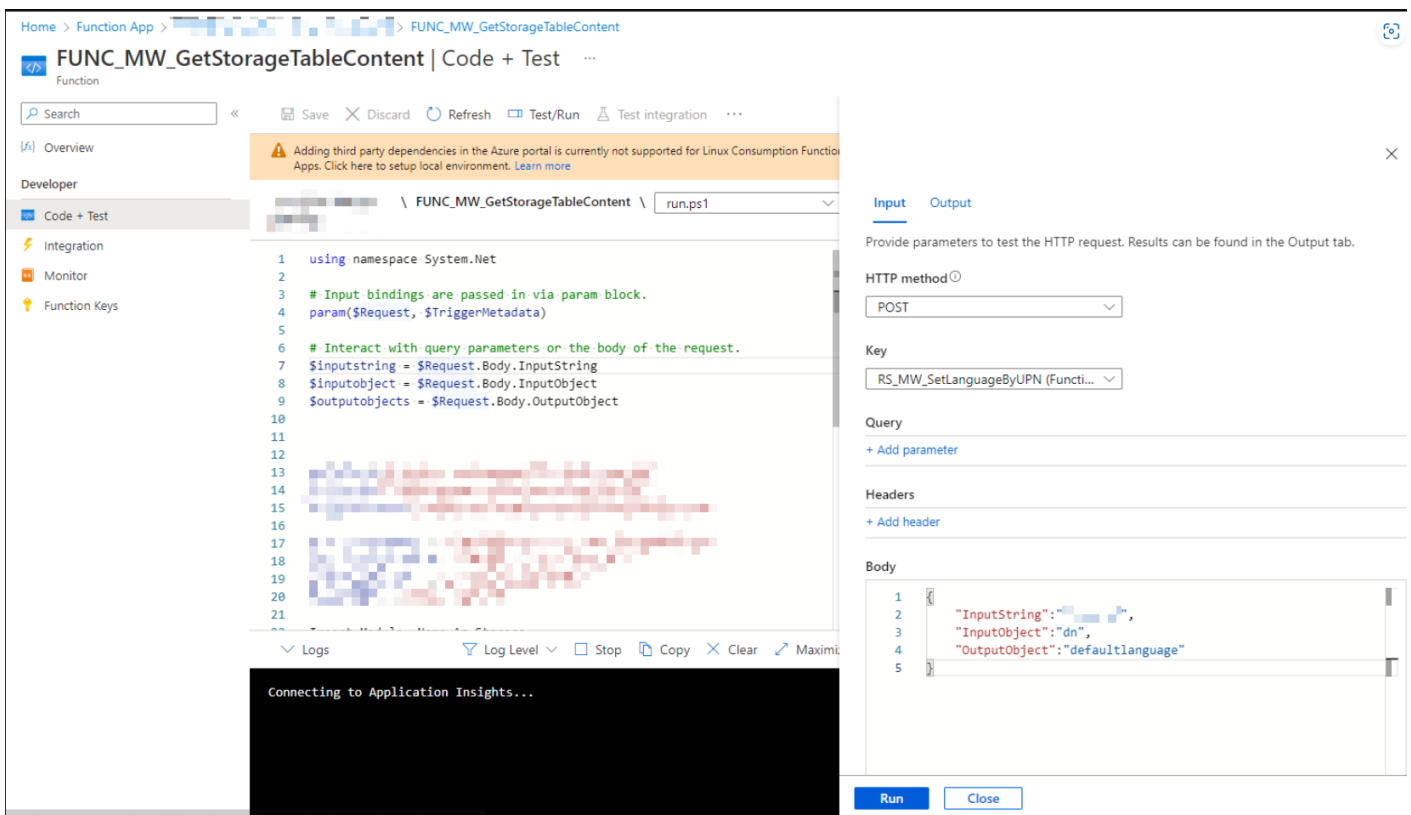 Home > Function App > > FUNC_MW_GetStorageTableContent
FUNC_MW_GetStorageTableContent | Code + Test ...
Function
Search «
Overview
Developer
Code + Test
Integration
Monitor
Function Keys
Save Discard Refresh Test/Run Test integration ...
Adding third party dependencies in the Azure portal is currently not supported for Linux Consumption Function
Apps. Click here to setup local environment. Learn more
\ FUNC_MW_GetStorageTableContent \ run.ps1
1 using namespace System.Net
2
3 # Input bindings are passed in via param block.
4 param($Request, $TriggerMetadata)
5
6 # Interact with query parameters or the body of the request.
7 $inputstring = $Request.Body.InputString
8 $inputobject = $Request.Body.InputObject
9 $outputobjects = $Request.Body.OutputObject
10
11
12
13
14
15
16
17
18
19
20
21
Logs Log Level Stop Copy Clear
Connecting to Application Insights...
Input Output
Provide parameters to test the HTTP request. Results can be found in the Output tab.
HTTP method
POST
Key
RS_MW_SetLanguageByUPN (Functi...
Query
+ Add parameter
Headers
+ Add header
Body
1 {
2 "InputString":"",
3 "InputObject":"dn",
4 "OutputObject":"defaultlanguage"
5 }
Run Close